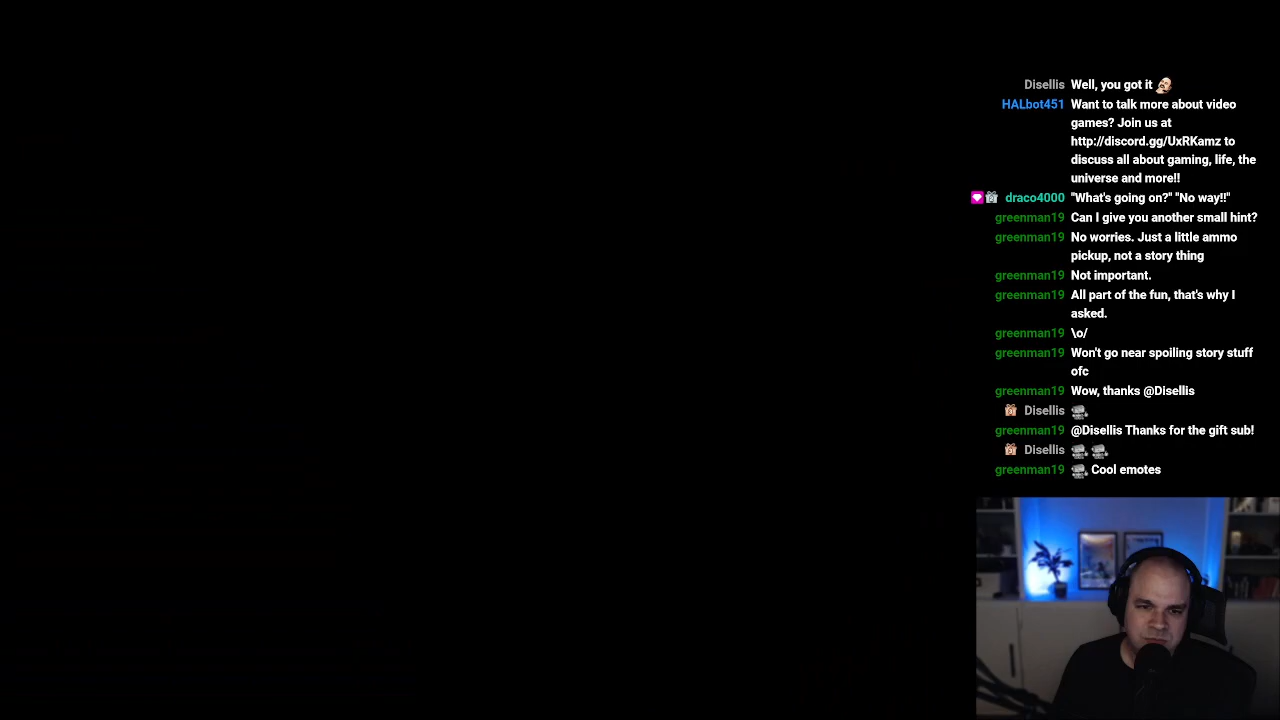 Disellis Well, you got it
HALbot451 Want to talk more about video
games? Join us at
http://discord.gg/UxRKamz to
discuss all about gaming, life, the
universe and more!!
draco4000 "What's going on?" "No way!!"
greenman19 Can I give you another small hint?
greenman19 No worries. Just a little ammo
pickup, not a story thing
greenman19 Not important.
greenman19 All part of the fun, that's why I
asked.
greenman19 \o/
greenman19 Won't go near spoiling story stuff
ofc
greenman19 Wow, thanks @Disellis
Disellis
greenman19 @Disellis Thanks for the gift sub!
Disellis
greenman19 Cool emotes